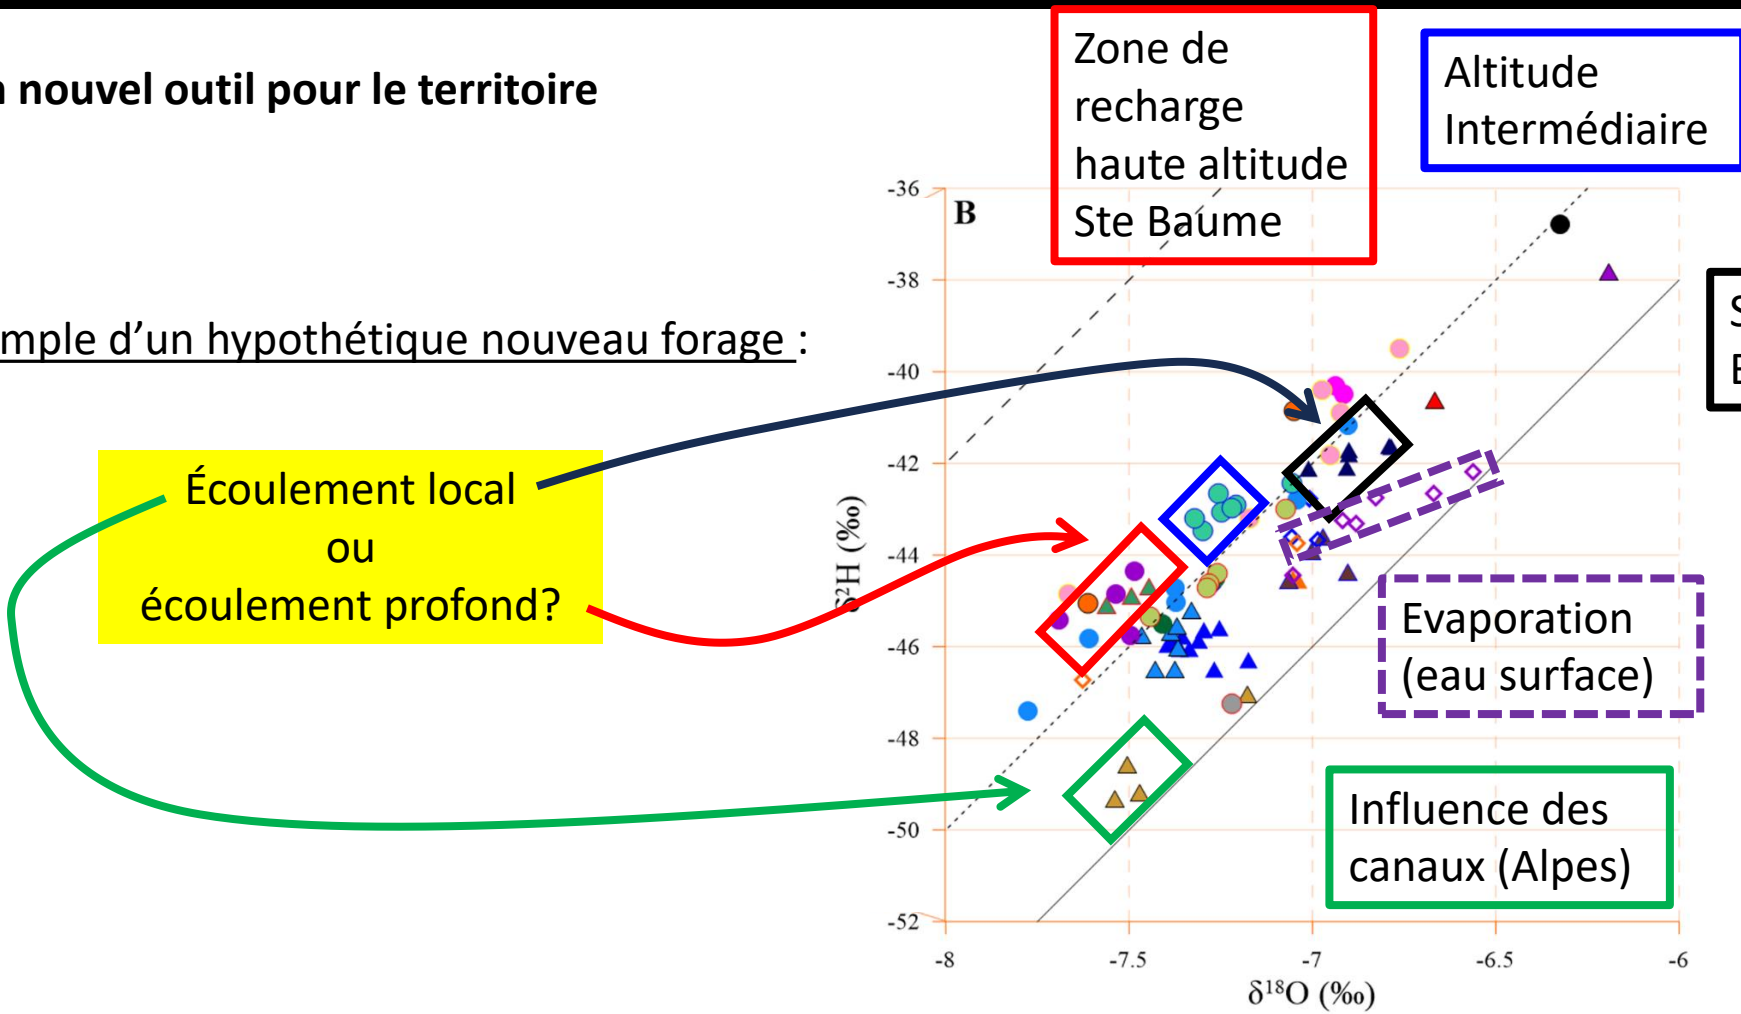 nouvel outil pour le territoire
Zone de
recharge
haute altitude
Ste Baume
Altitude
Intermédiaire
d'un hypothétique nouveau forage :
Écoulement local
ou
écoulement profond?
B
-36
-38
-40
-42
-44
-46
-48
-50
-52
δ²H (‰)
-8
-7.5
-7
-6.5
-6
δ¹⁸O (‰)
Evaporation
(eau surface)
Influence des
canaux (Alpes)